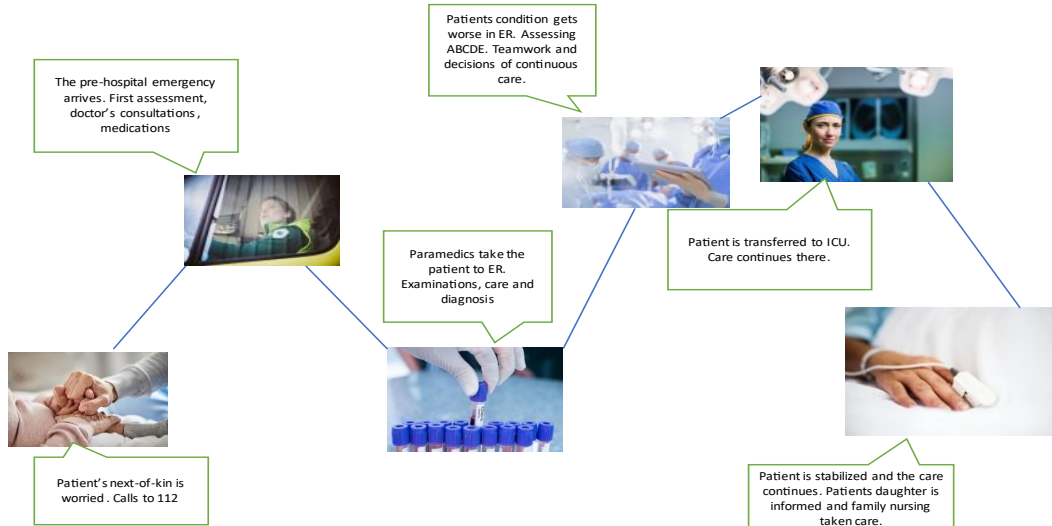 Patient's next-of-kin is
worried. Calls to 112
The pre-hospital emergency
arrives. First assessment,
doctor's consultations,
medications
Paramedics take the
patient to ER.
Examinations, care and
diagnosis
Patients condition gets
worse in ER. Assessing
ABCDE. Teamwork and
decisions of continuous
care.
Patient is transferred to ICU.
Care continues there.
Patient is stabilized and the care
continues. Patients daughter is
informed and family nursing
taken care.